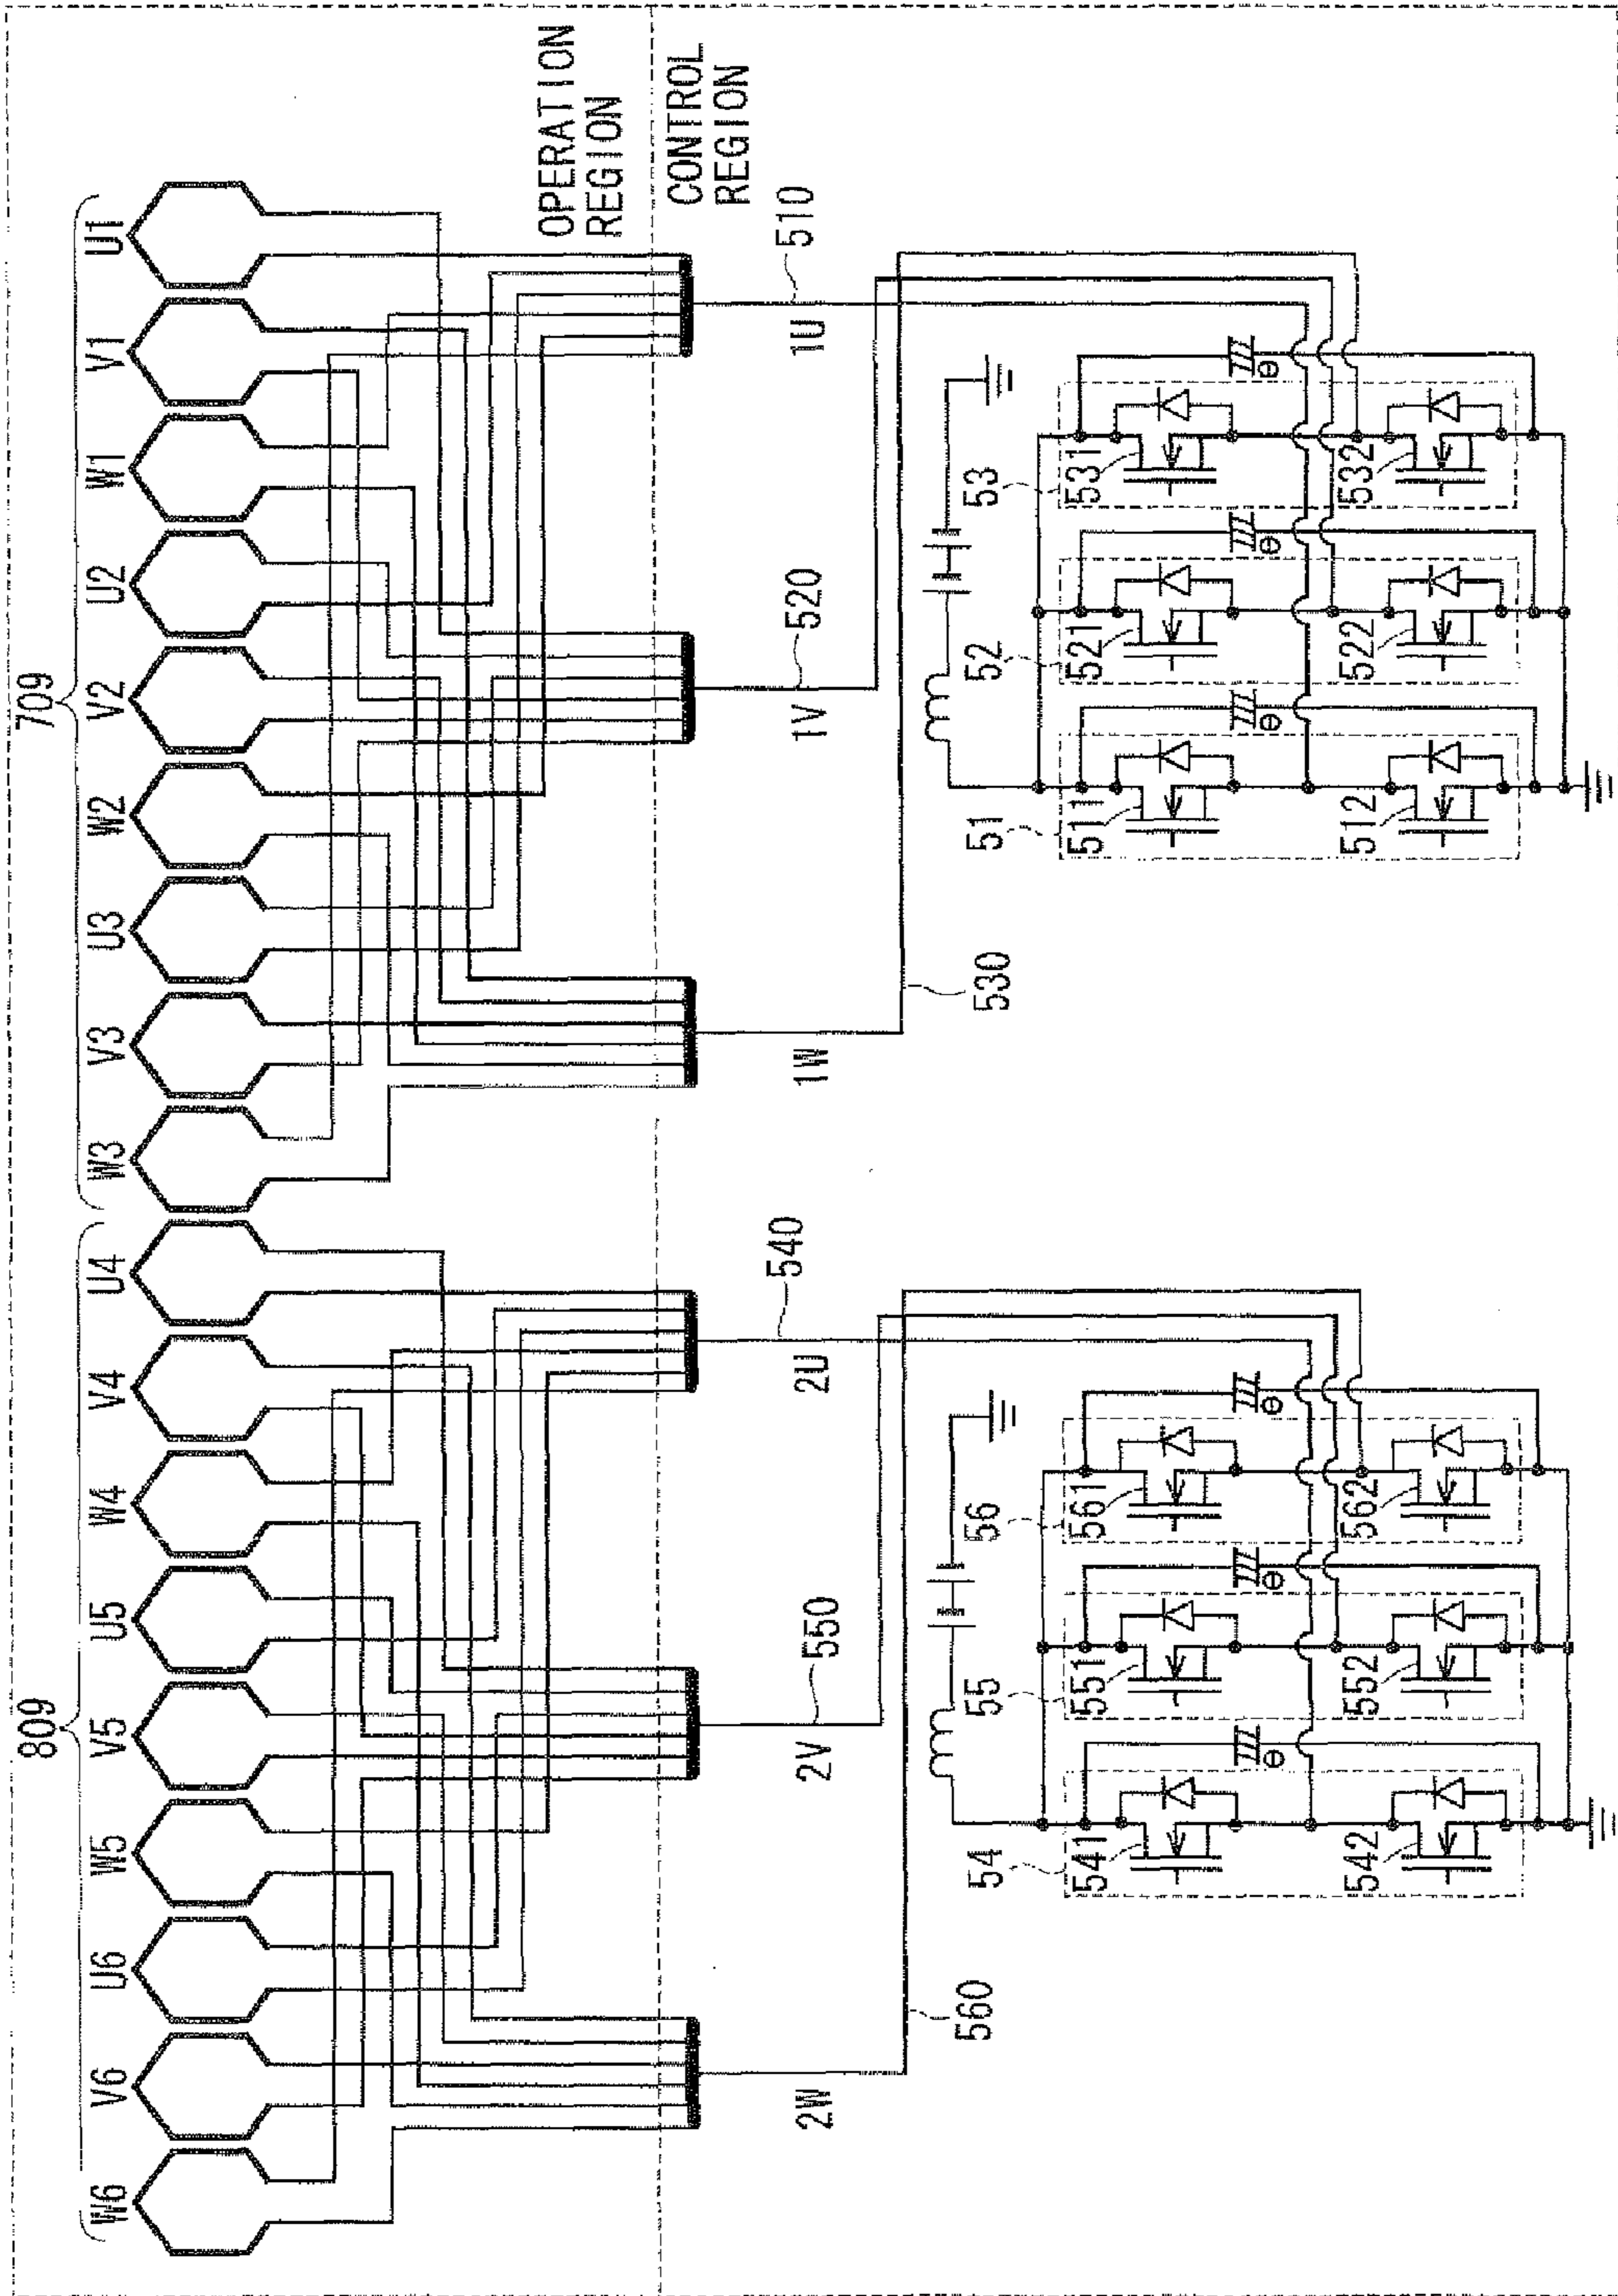 809
709
W6
V6
U6
W5
V5
U5
W4
V4
U4
W3
V3
U3
W2
V2
U2
W1
V1
U1
OPERATION
REGION
CONTROL
REGION
2W
2V
2U
1W
1V
1U
560
550
540
530
520
510
54
541
542
55
551
552
56
561
562
51
511
512
52
521
522
53
531
532
⊖
⊖
⊖
⊖
⊖
⊖